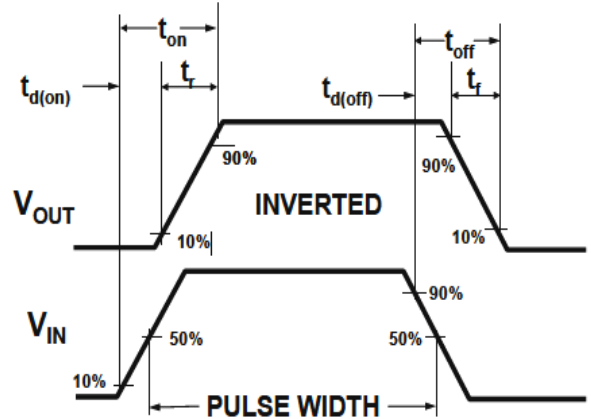 t_on
t_off
t_r
t_f
t_d(on)
t_d(off)
90%
90%
V_OUT
INVERTED
10%
10%
90%
V_IN
50%
50%
10%
PULSE WIDTH